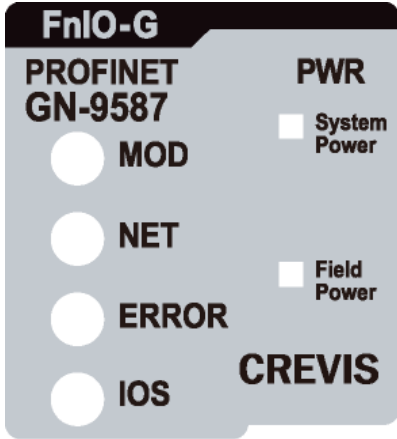 FnIO-G
PROFINET
GN-9587
PWR
System
Power
MOD
NET
Field
Power
ERROR
CREVIS
IOS